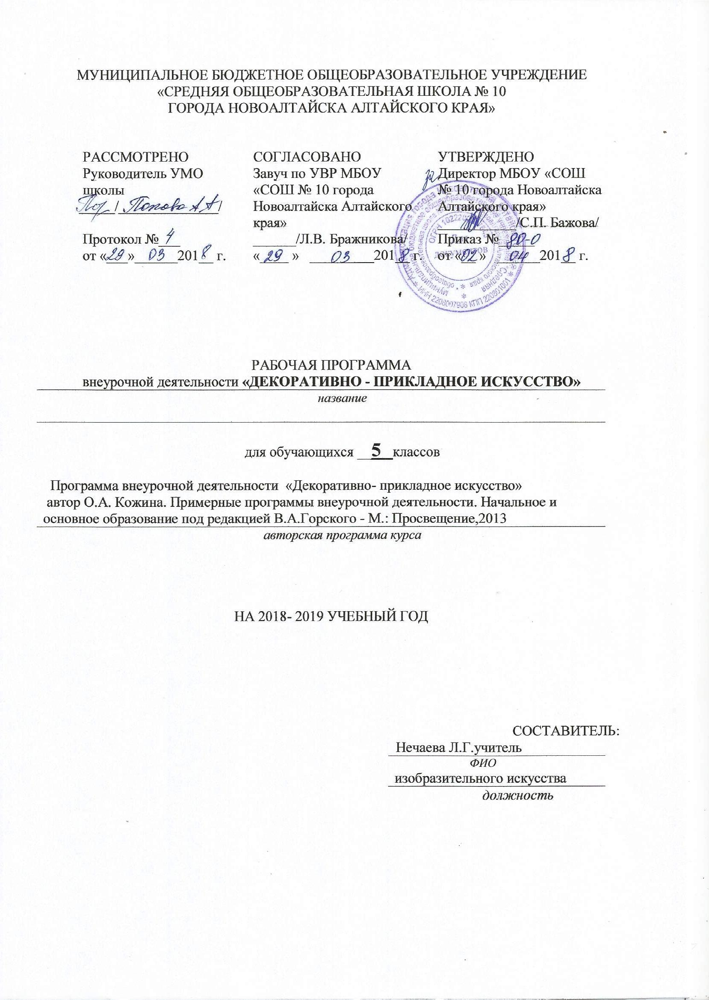 МУНИЦИПАЛЬНОЕ БЮДЖЕТНОЕ ОБЩЕОБРАЗОВАТЕЛЬНОЕ УЧРЕЖДЕНИЕ
«СРЕДНЯЯ ОБЩЕОБРАЗОВАТЕЛЬНАЯ ШКОЛА № 10
ГОРОДА НОВОАЛТАЙСКА АЛТАЙСКОГО КРАЯ»
РАССМОТРЕНО
Руководитель УМО
школы
/ Попова А А /
Протокол № 4
от «29» 03 2018 г.
СОГЛАСОВАНО
Завуч по УВР МБОУ
«СОШ № 10 города
Новоалтайска Алтайского
края»
/Л.В. Бражникова/
«29» 03 2018 г.
УТВЕРЖДЕНО
Директор МБОУ «СОШ
№ 10 города Новоалтайска
Алтайского края»
/С.П. Бажова/
Приказ № 80-0
от «02» 04 2018 г.
ДОКУМЕНТОВ
ИНН 2208007908 КПП 220801001
РАБОЧАЯ ПРОГРАММА
внеурочной деятельности «ДЕКОРАТИВНО - ПРИКЛАДНОЕ ИСКУССТВО»
название
для обучающихся 5 классов
Программа внеурочной деятельности «Декоративно- прикладное искусство»
автор О.А. Кожина. Примерные программы внеурочной деятельности. Начальное и
основное образование под редакцией В.А.Горского - М.: Просвещение,2013
авторская программа курса
НА 2018- 2019 УЧЕБНЫЙ ГОД
СОСТАВИТЕЛЬ:
Нечаева Л.Г.учитель
ФИО
изобразительного искусства
должность